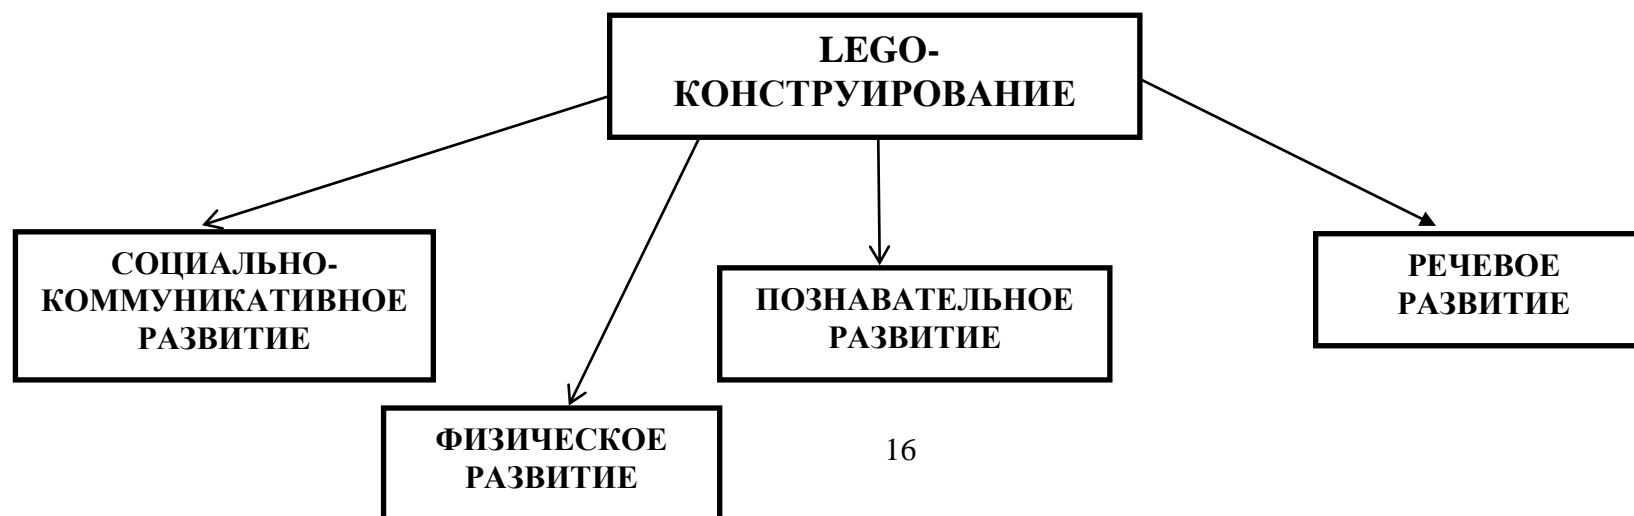 LEGO-
КОНСТРУИРОВАНИЕ
СОЦИАЛЬНО-
КОММУНИКАТИВНОЕ
РАЗВИТИЕ
ПОЗНАВАТЕЛЬНОЕ
РАЗВИТИЕ
РЕЧЕВОЕ
РАЗВИТИЕ
ФИЗИЧЕСКОЕ
РАЗВИТИЕ
16